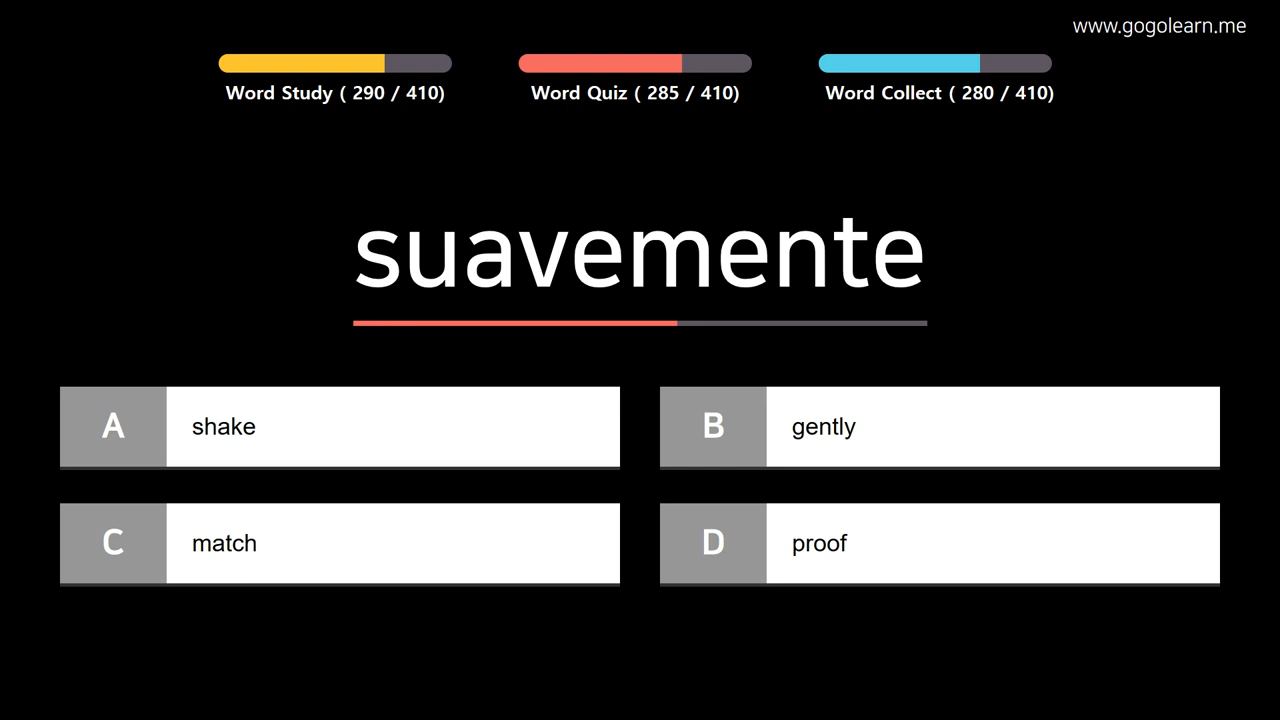 www.gogolearn.me
Word Study ( 290 / 410)
Word Quiz ( 285 / 410)
Word Collect ( 280 / 410)
suavemente
A shake
B gently
C match
D proof